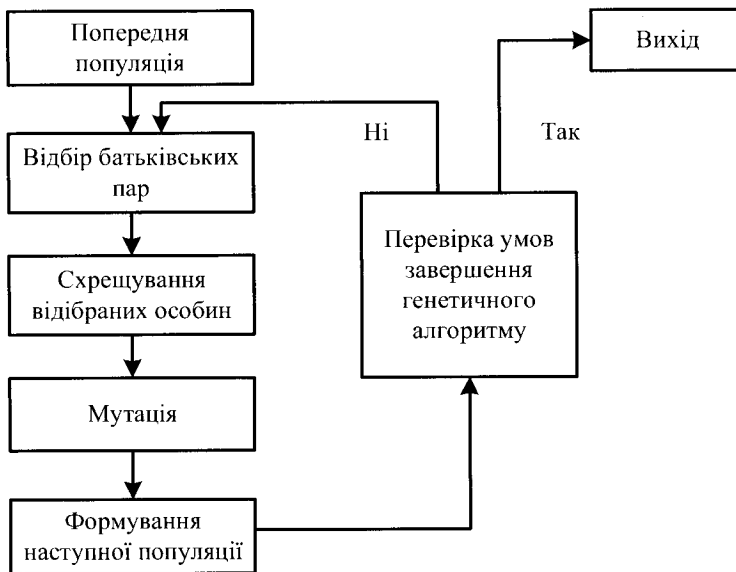 Попередня
популяція
Вихід
Ні
Так
Відбір батьківських
пар
Перевірка умов
завершення
генетичного
алгоритму
Схрещування
відібраних особин
Мутація
Формування
наступної популяції